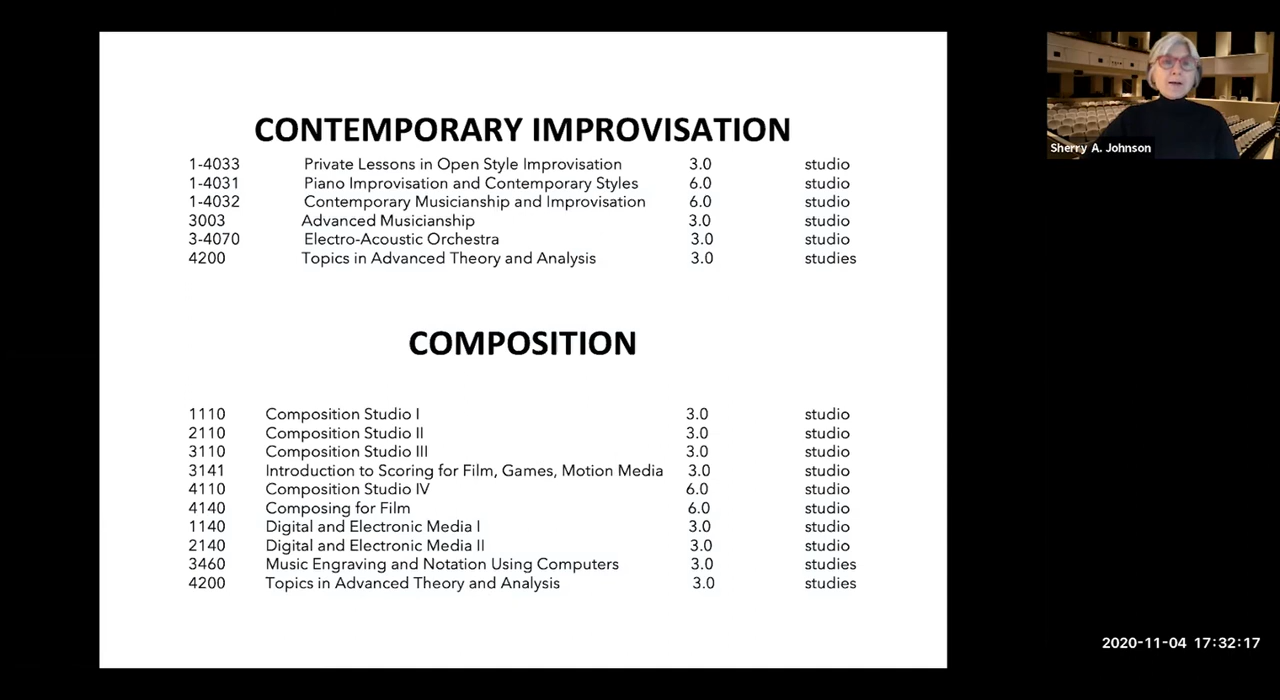 CONTEMPORARY IMPROVISATION
1-4033 Private Lessons in Open Style Improvisation 3.0 studio
1-4031 Piano Improvisation and Contemporary Styles 6.0 studio
1-4032 Contemporary Musicianship and Improvisation 6.0 studio
3003 Advanced Musicianship 3.0 studio
3-4070 Electro-Acoustic Orchestra 3.0 studio
4200 Topics in Advanced Theory and Analysis 3.0 studies
COMPOSITION
1110 Composition Studio I 3.0 studio
2110 Composition Studio II 3.0 studio
3110 Composition Studio III 3.0 studio
3141 Introduction to Scoring for Film, Games, Motion Media 3.0 studio
4110 Composition Studio IV 6.0 studio
4140 Composing for Film 6.0 studio
1140 Digital and Electronic Media I 3.0 studio
2140 Digital and Electronic Media II 3.0 studio
3460 Music Engraving and Notation Using Computers 3.0 studies
4200 Topics in Advanced Theory and Analysis 3.0 studies
Sherry A. Johnson
2020-11-04 17:32:17